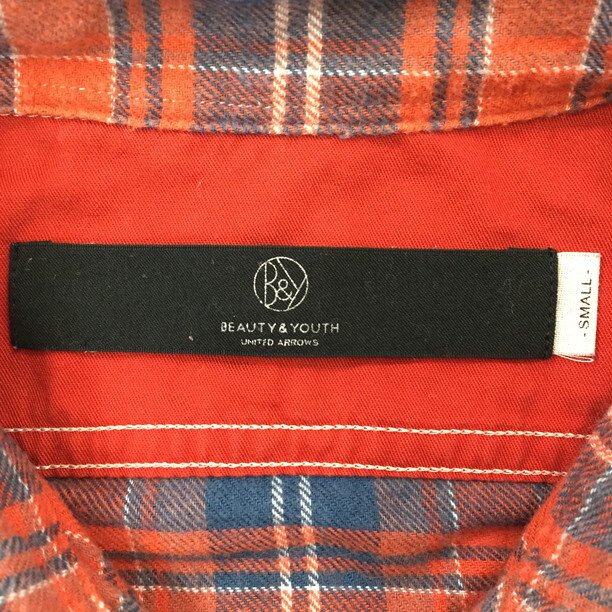 B&Y
BEAUTY & YOUTH
UNITED ARROWS
-SMALL-